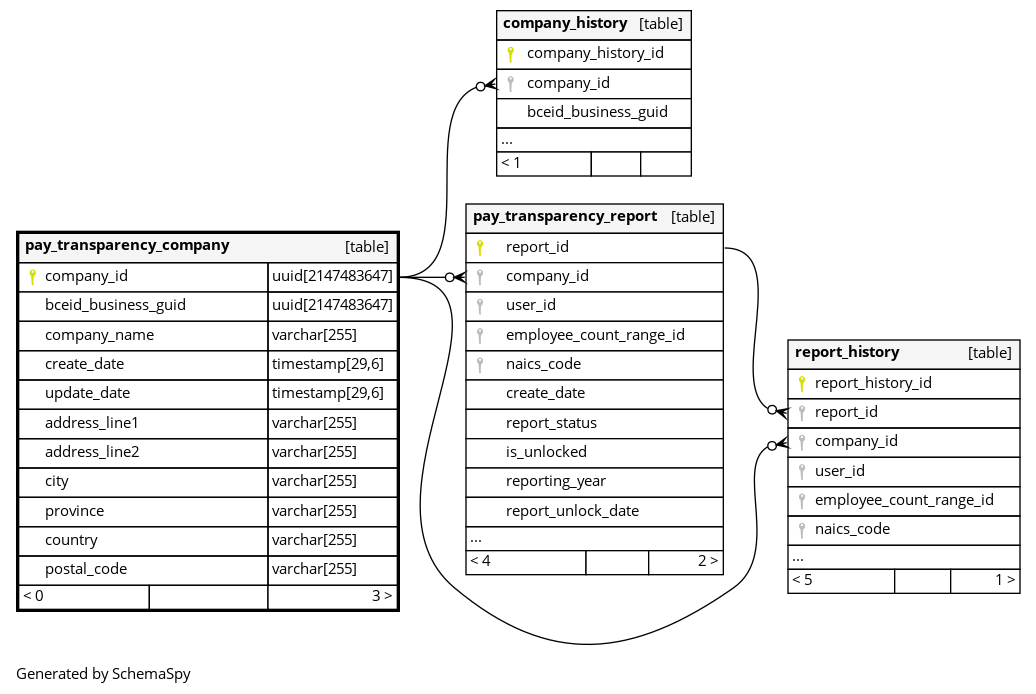 company_history [table]
company_history_id
company_id
bceid_business_guid
...
< 1
pay_transparency_company [table]
company_id uuid[2147483647]
bceid_business_guid uuid[2147483647]
company_name varchar[255]
create_date timestamp[29,6]
update_date timestamp[29,6]
address_line1 varchar[255]
address_line2 varchar[255]
city varchar[255]
province varchar[255]
country varchar[255]
postal_code varchar[255]
< 0 3 >
pay_transparency_report [table]
report_id
company_id
user_id
employee_count_range_id
naics_code
create_date
report_status
is_unlocked
reporting_year
report_unlock_date
...
< 4 2 >
report_history [table]
report_history_id
report_id
company_id
user_id
employee_count_range_id
naics_code
...
< 5 1 >
Generated by SchemaSpy